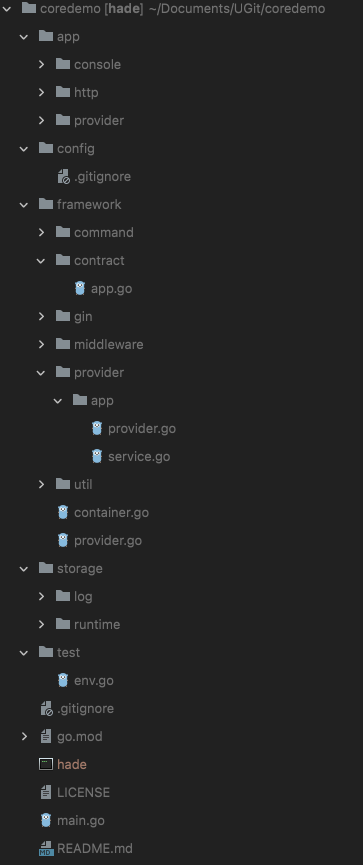 coredemo [hade] ~/Documents/UGit/coredemo
app
console
http
provider
config
.gitignore
framework
command
contract
app.go
gin
middleware
provider
app
provider.go
service.go
util
container.go
provider.go
storage
log
runtime
test
env.go
.gitignore
go.mod
hade
LICENSE
main.go
MD README.md